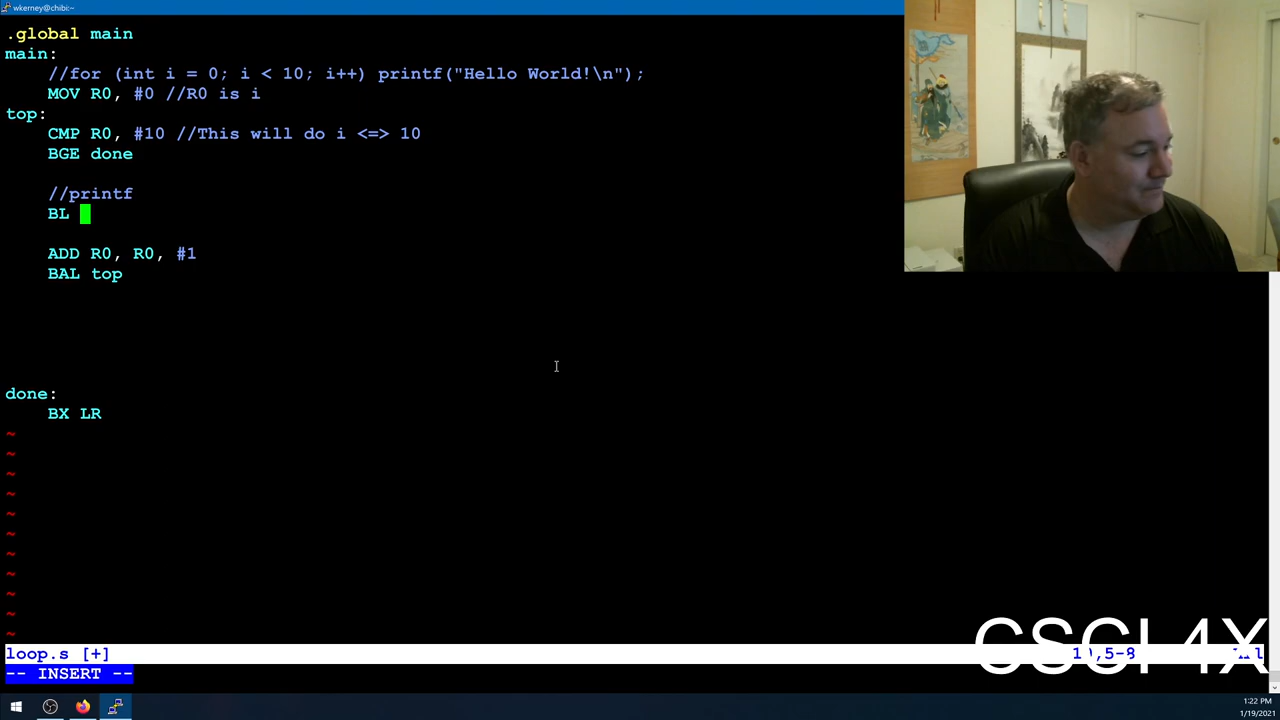 wkerney@chibi:~
.global main
main:
//for (int i = 0; i < 10; i++) printf("Hello World!\n");
MOV R0, #0 //R0 is i
top:
CMP R0, #10 //This will do i <=> 10
BGE done
//printf
BL
ADD R0, R0, #1
BAL top
done:
BX LR
~
~
~
~
~
~
~
~
~
~
~
loop.s [+]
-- INSERT --
CSCI 4X
1:22 PM
1/19/2021